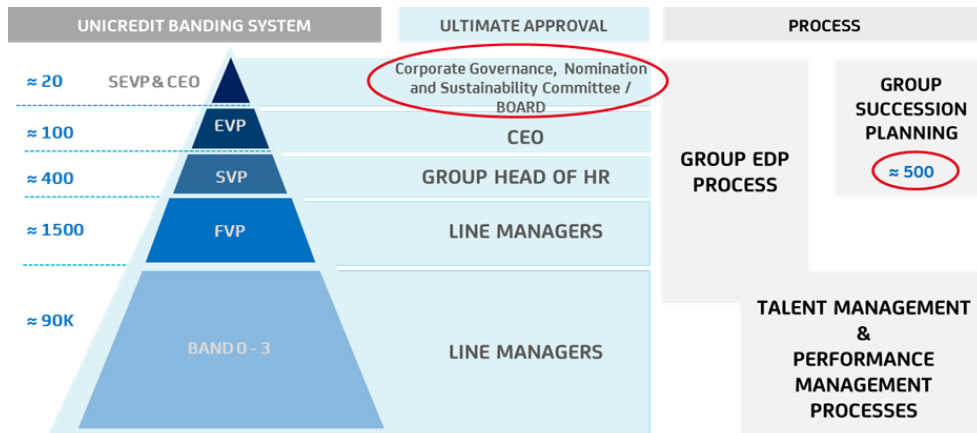 UNICREDIT BANDING SYSTEM
ULTIMATE APPROVAL
PROCESS
≈ 20
SEVP & CEO
Corporate Governance, Nomination
and Sustainability Committee /
BOARD
≈ 100
EVP
CEO
≈ 400
SVP
GROUP HEAD OF HR
≈ 1500
FVP
LINE MANAGERS
≈ 90K
BAND 0 - 3
LINE MANAGERS
GROUP EDP
PROCESS
GROUP
SUCCESSION
PLANNING
≈ 500
TALENT MANAGEMENT
&
PERFORMANCE
MANAGEMENT
PROCESSES